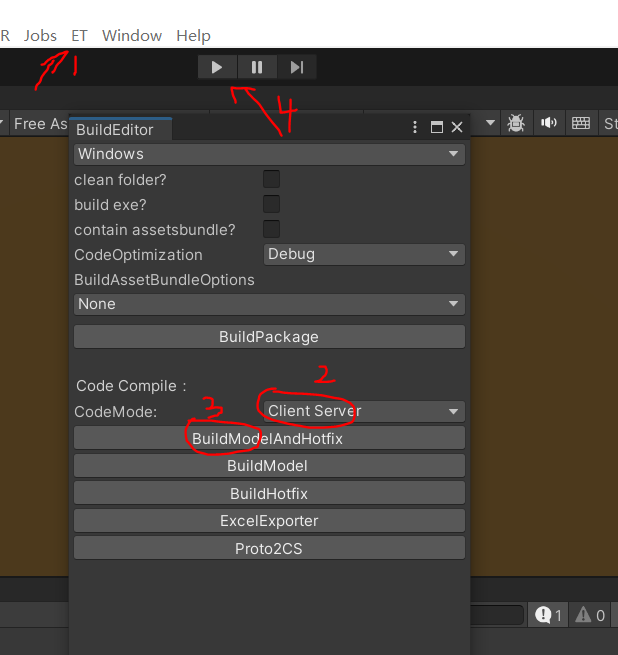 R Jobs ET Window Help
1
4
Free As
St
BuildEditor
Windows
clean folder?
build exe?
contain assetsbundle?
CodeOptimization Debug
BuildAssetBundleOptions
None
BuildPackage
2
Code Compile：
3
CodeMode: Client Server
BuildModelAndHotfix
BuildModel
BuildHotfix
ExcelExporter
Proto2CS
1 0